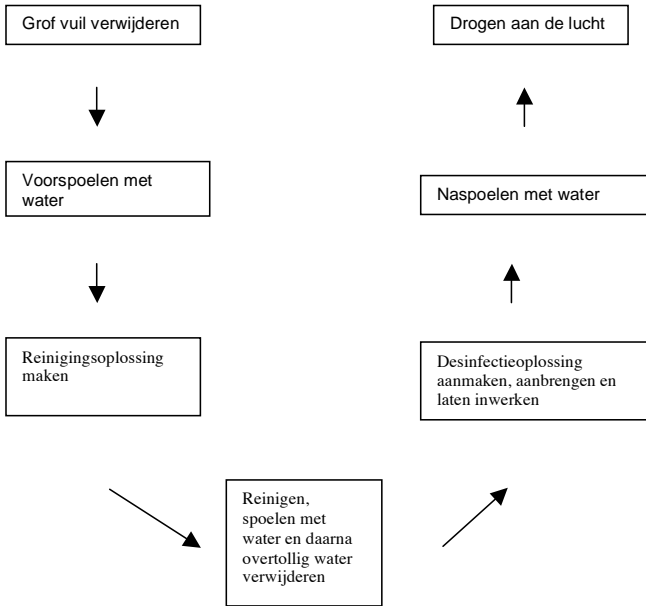 Grof vuil verwijderen
Voorspoelen met
water
Reinigingsoplossing
maken
Reinigen,
spoelen met
water en daarna
overtollig water
verwijderen
Desinfectieoplossing
aanmaken, aanbrengen en
laten inwerken
Naspoelen met water
Drogen aan de lucht